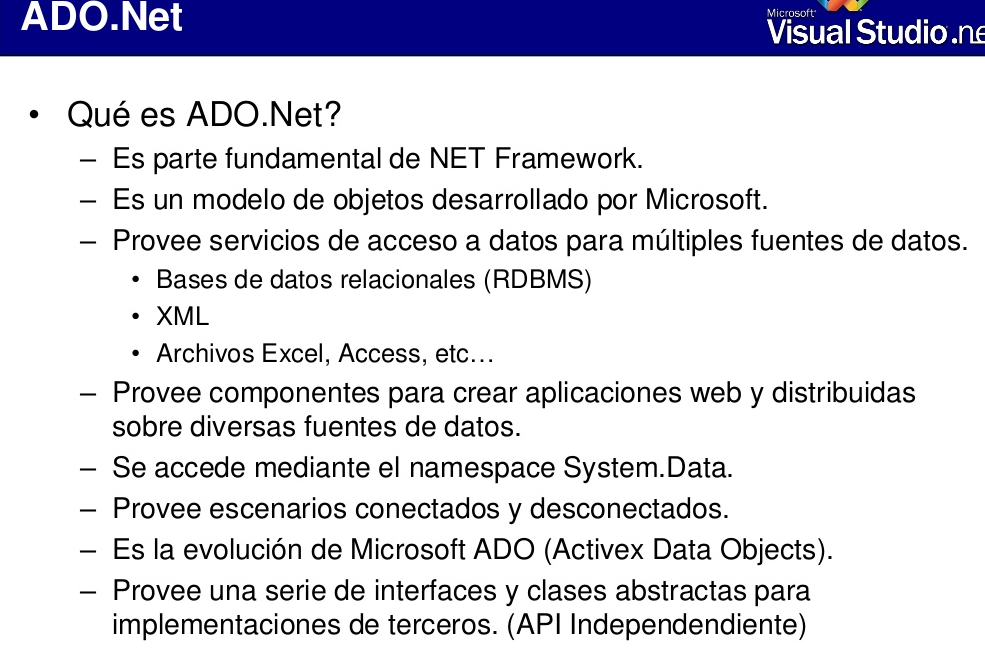 ADO.Net
Microsoft
Visual Studio .ne
• Qué es ADO.Net?
– Es parte fundamental de NET Framework.
– Es un modelo de objetos desarrollado por Microsoft.
– Provee servicios de acceso a datos para múltiples fuentes de datos.
• Bases de datos relacionales (RDBMS)
• XML
• Archivos Excel, Access, etc…
– Provee componentes para crear aplicaciones web y distribuidas
sobre diversas fuentes de datos.
– Se accede mediante el namespace System.Data.
– Provee escenarios conectados y desconectados.
– Es la evolución de Microsoft ADO (Activex Data Objects).
– Provee una serie de interfaces y clases abstractas para
implementaciones de terceros. (API Independendiente)